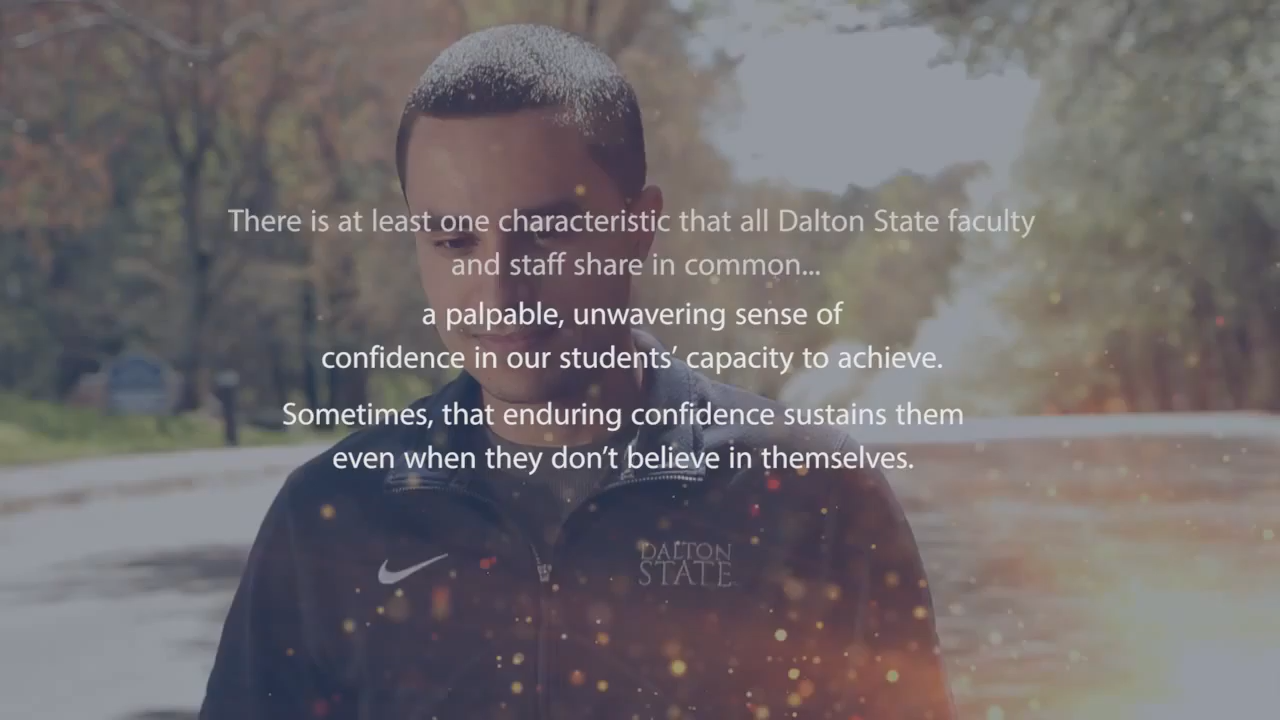 There is at least one characteristic that all Dalton State faculty
and staff share in common...
a palpable, unwavering sense of
confidence in our students’ capacity to achieve.
Sometimes, that enduring confidence sustains them
even when they don’t believe in themselves.
DALTON
STATE